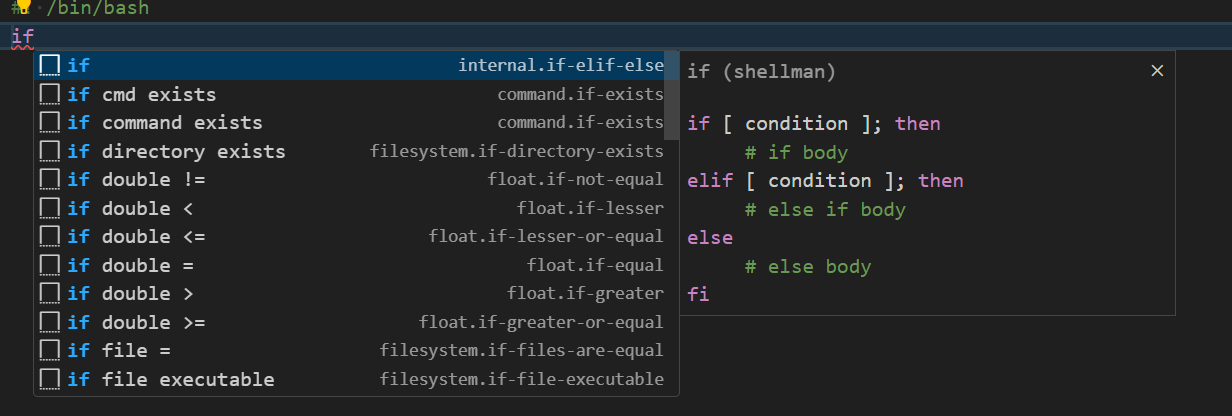 #! /bin/bash
if
if internal.if-elif-else
if cmd exists command.if-exists
if command exists command.if-exists
if directory exists filesystem.if-directory-exists
if double != float.if-not-equal
if double < float.if-lesser
if double <= float.if-lesser-or-equal
if double = float.if-equal
if double > float.if-greater
if double >= float.if-greater-or-equal
if file = filesystem.if-files-are-equal
if file executable filesystem.if-file-executable
if (shellman) ×
if [ condition ]; then
# if body
elif [ condition ]; then
# else if body
else
# else body
fi